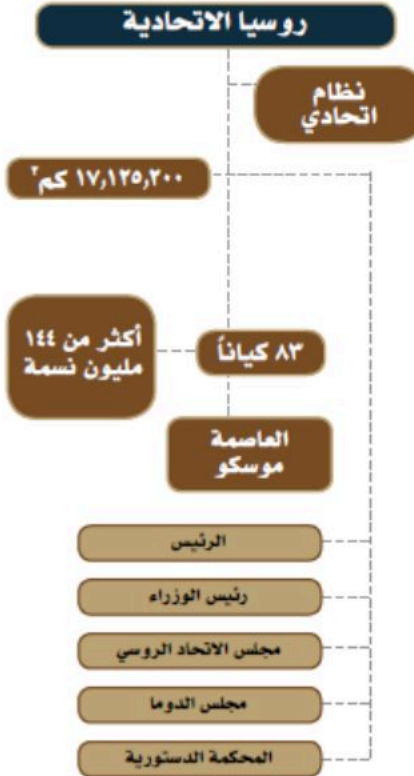 روسيا الاتحادية
نظام
اتحادي
١٧,١٢٥,٢٠٠ كم٢
أكثر من ١٤٤
مليون نسمة
٨٣ كياناً
العاصمة
موسكو
الرئيس
رئيس الوزراء
مجلس الاتحاد الروسي
مجلس الدوما
المحكمة الدستورية